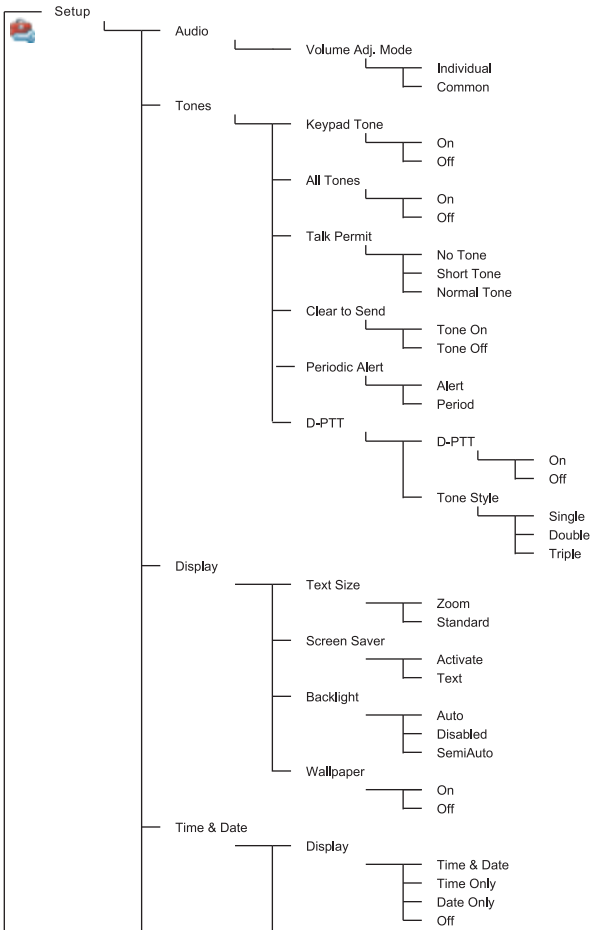 Setup
Audio
Volume Adj. Mode
Individual
Common
Tones
Keypad Tone
On
Off
All Tones
On
Off
Talk Permit
No Tone
Short Tone
Normal Tone
Clear to Send
Tone On
Tone Off
Periodic Alert
Alert
Period
D-PTT
D-PTT
On
Off
Tone Style
Single
Double
Triple
Display
Text Size
Zoom
Standard
Screen Saver
Activate
Text
Backlight
Auto
Disabled
SemiAuto
Wallpaper
On
Off
Time & Date
Display
Time & Date
Time Only
Date Only
Off